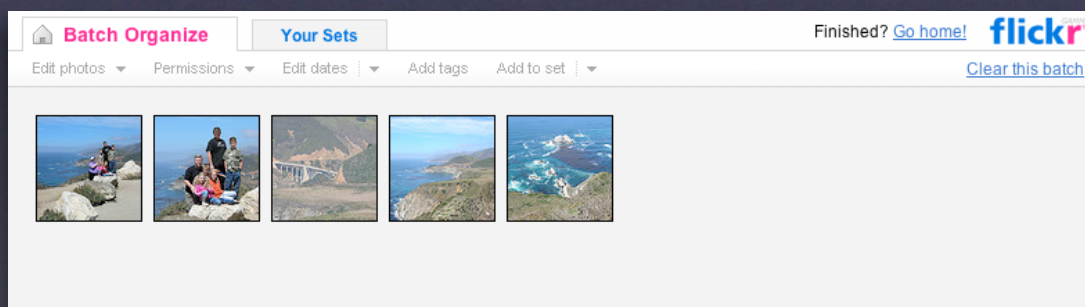 Batch Organize Your Sets Finished? Go home! flickr
Edit photos Permissions Edit dates Add tags Add to set Clear this batch